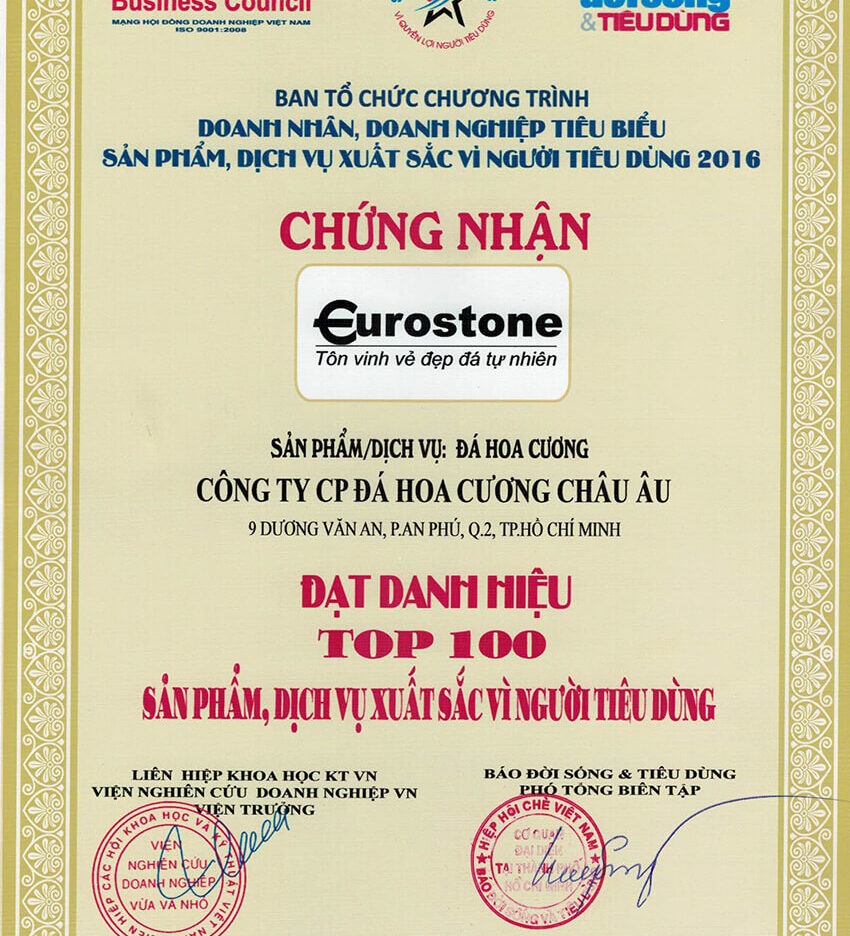 Business Council
MẠNG HỘI ĐỒNG DOANH NGHIỆP VIỆT NAM
ISO 9001:2008
VÌ QUYỀN LỢI NGƯỜI TIÊU DÙNG
& TIÊU DÙNG
BAN TỔ CHỨC CHƯƠNG TRÌNH
DOANH NHÂN, DOANH NGHIỆP TIÊU BIỂU
SẢN PHẨM, DỊCH VỤ XUẤT SẮC VÌ NGƯỜI TIÊU DÙNG 2016
CHỨNG NHẬN
Eurostone
Tôn vinh vẻ đẹp đá tự nhiên
SẢN PHẨM/DỊCH VỤ: ĐÁ HOA CƯƠNG
CÔNG TY CP ĐÁ HOA CƯƠNG CHÂU ÂU
9 DƯƠNG VĂN AN, P.AN PHÚ, Q.2, TP.HỒ CHÍ MINH
ĐẠT DANH HIỆU
TOP 100
SẢN PHẨM, DỊCH VỤ XUẤT SẮC VÌ NGƯỜI TIÊU DÙNG
LIÊN HIỆP KHOA HỌC KT VN
VIỆN NGHIÊN CỨU DOANH NGHIỆP VN
VIỆN TRƯỞNG
BÁO ĐỜI SỐNG & TIÊU DÙNG
PHÓ TỔNG BIÊN TẬP
HIỆP CÁC HỘI KHOA HỌC VÀ KỸ THUẬT VIỆT NAM
VIỆN
NGHIÊN CỨU
DOANH NGHIỆP
VỪA VÀ NHỎ
HIỆP HỘI CHÈ VIỆT NAM
CƠ QUAN
ĐẠI DIỆN
TẠI THÀNH PHỐ
HỒ CHÍ MINH
BÁO ĐỜI SỐNG VÀ TIÊU DÙNG